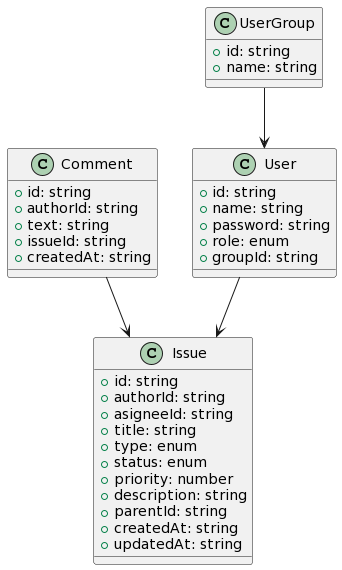 C UserGroup
id: string
name: string
C Comment
id: string
authorId: string
text: string
issueId: string
createdAt: string
C User
id: string
name: string
password: string
role: enum
groupId: string
C Issue
id: string
authorId: string
asigneeId: string
title: string
type: enum
status: enum
priority: number
description: string
parentId: string
createdAt: string
updatedAt: string